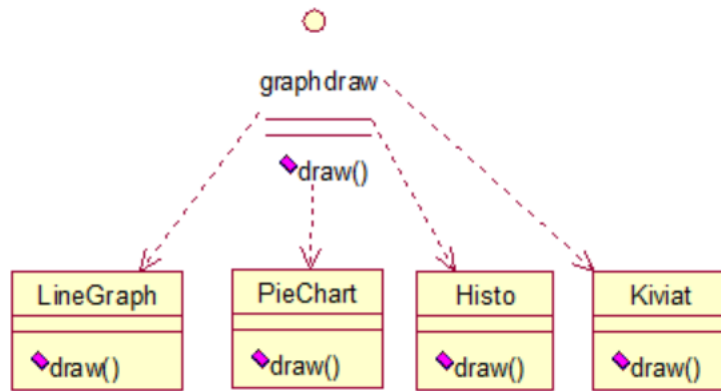 graphdraw
draw()
LineGraph
draw()
PieChart
draw()
Histo
draw()
Kiviat
draw()